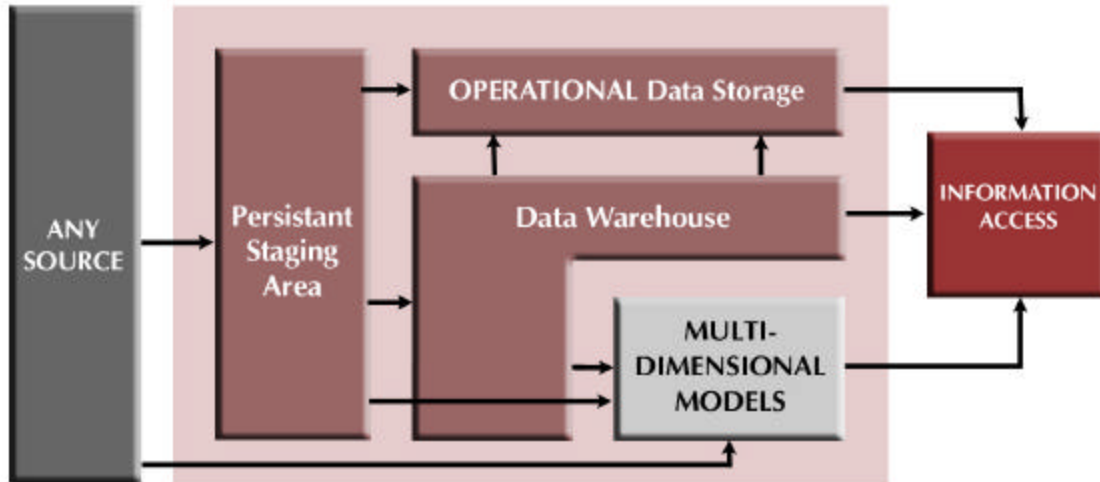 ANY
SOURCE
Persistant
Staging
Area
OPERATIONAL Data Storage
Data Warehouse
MULTI-
DIMENSIONAL
MODELS
INFORMATION
ACCESS